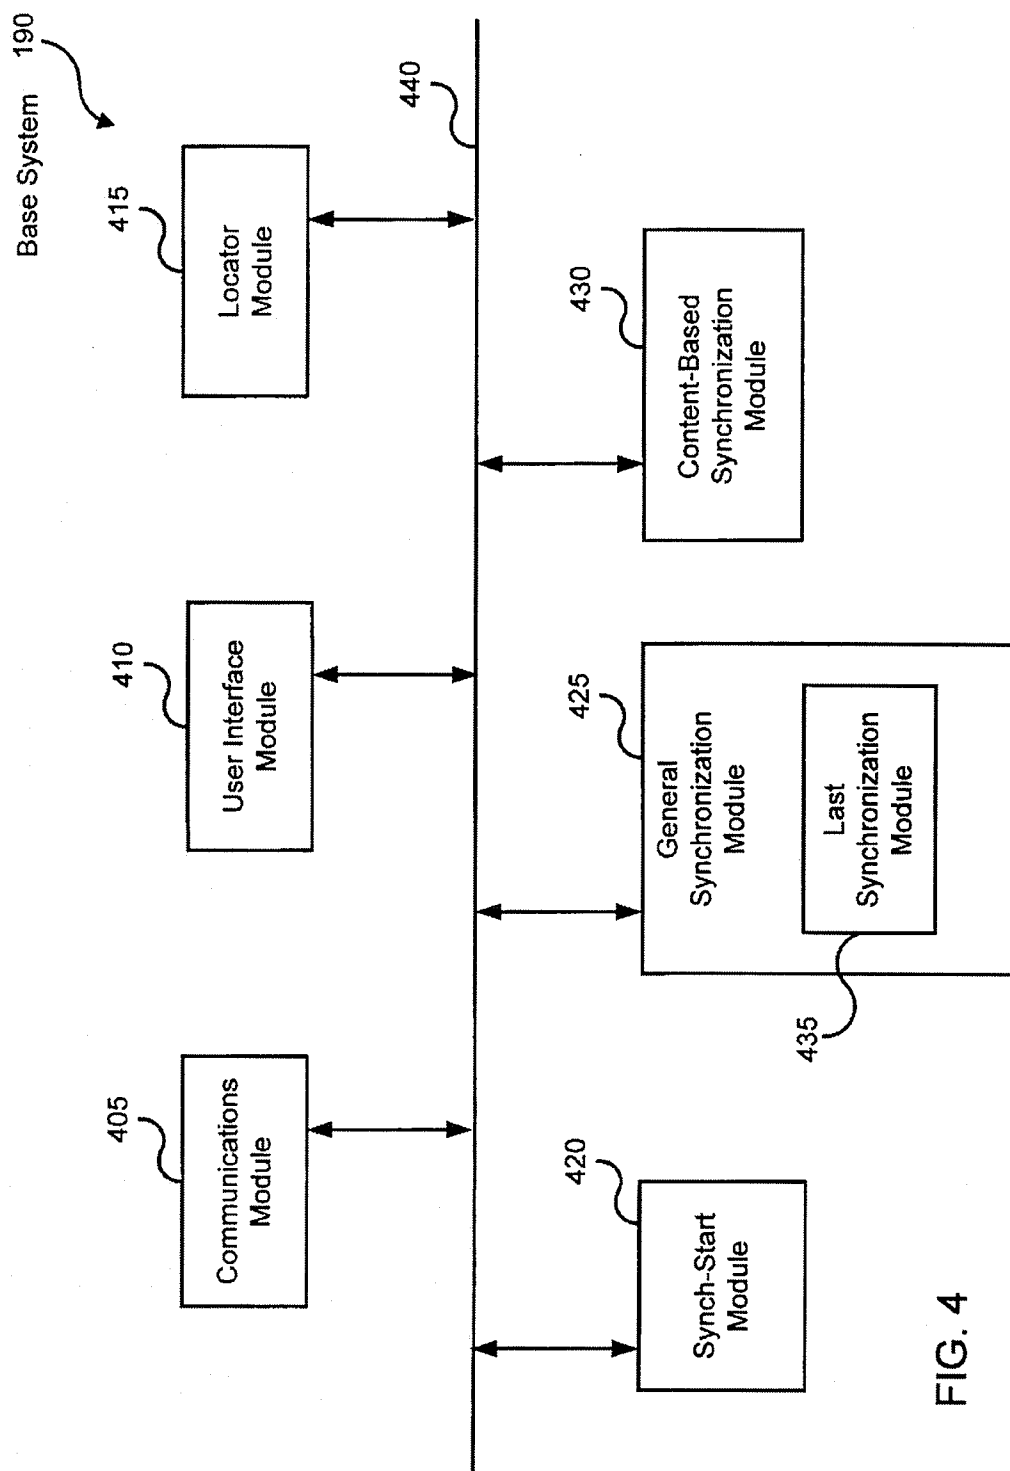 Base System 190
405
Communications
Module
410
User Interface
Module
415
Locator
Module
440
420
Synch-Start
Module
425
General
Synchronization
Module
Last
Synchronization
Module
435
430
Content-Based
Synchronization
Module
FIG. 4